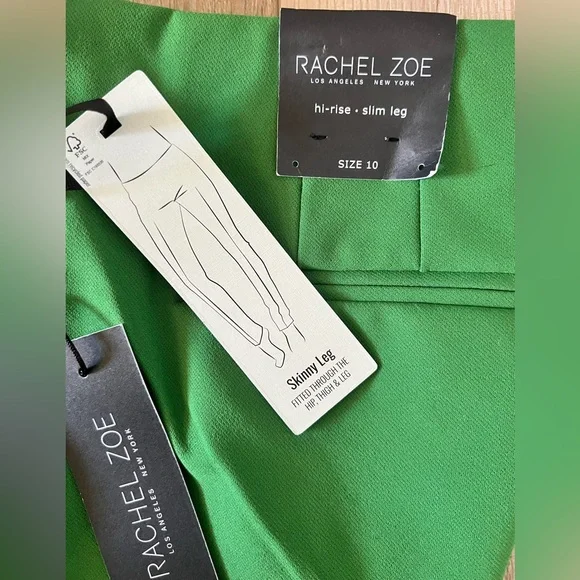 RACHEL ZOE
LOS ANGELES NEW YORK
hi-rise • slim leg
SIZE 10
FSC
Skinny Leg
FITTED THROUGH THE
HIP, THIGH & LEG
RACHEL ZOE
LOS ANGELES NEW YORK